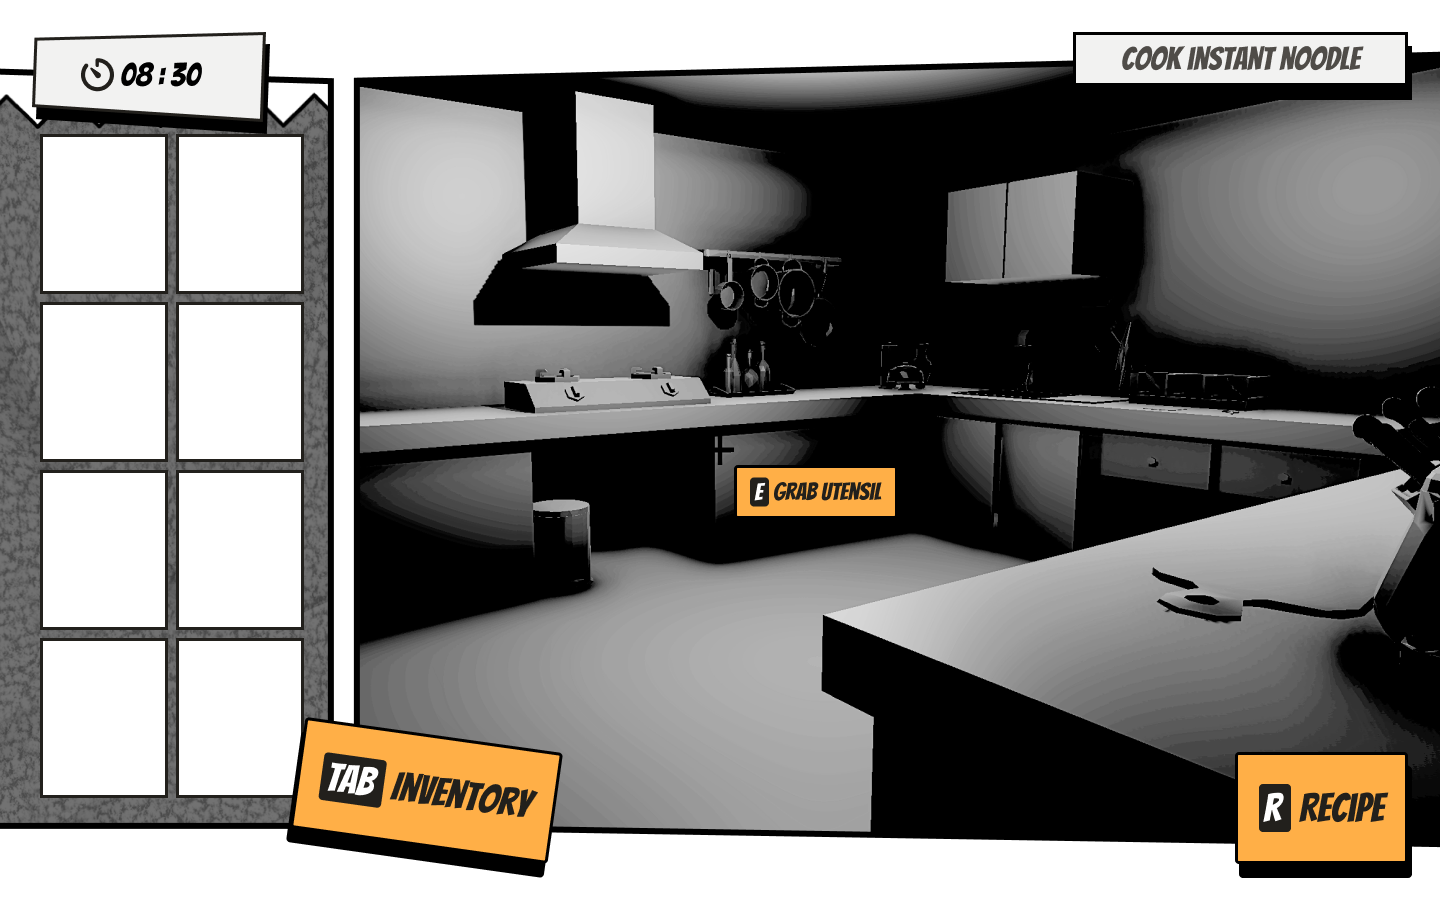 08:30
COOK INSTANT NOODLE
E GRAB UTENSIL
TAB INVENTORY
R RECIPE